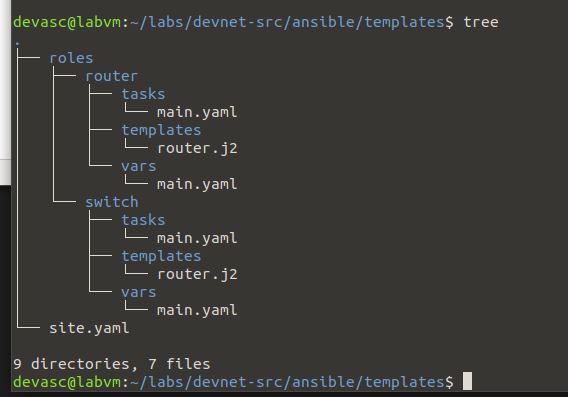 devasc@labvm:~/labs/devnet-src/ansible/templates$ tree
.
├── roles
│   ├── router
│   │   ├── tasks
│   │   │   └── main.yaml
│   │   ├── templates
│   │   │   └── router.j2
│   │   └── vars
│   │       └── main.yaml
│   └── switch
│       ├── tasks
│       │   └── main.yaml
│       ├── templates
│       │   └── router.j2
│       └── vars
│           └── main.yaml
└── site.yaml
9 directories, 7 files
devasc@labvm:~/labs/devnet-src/ansible/templates$